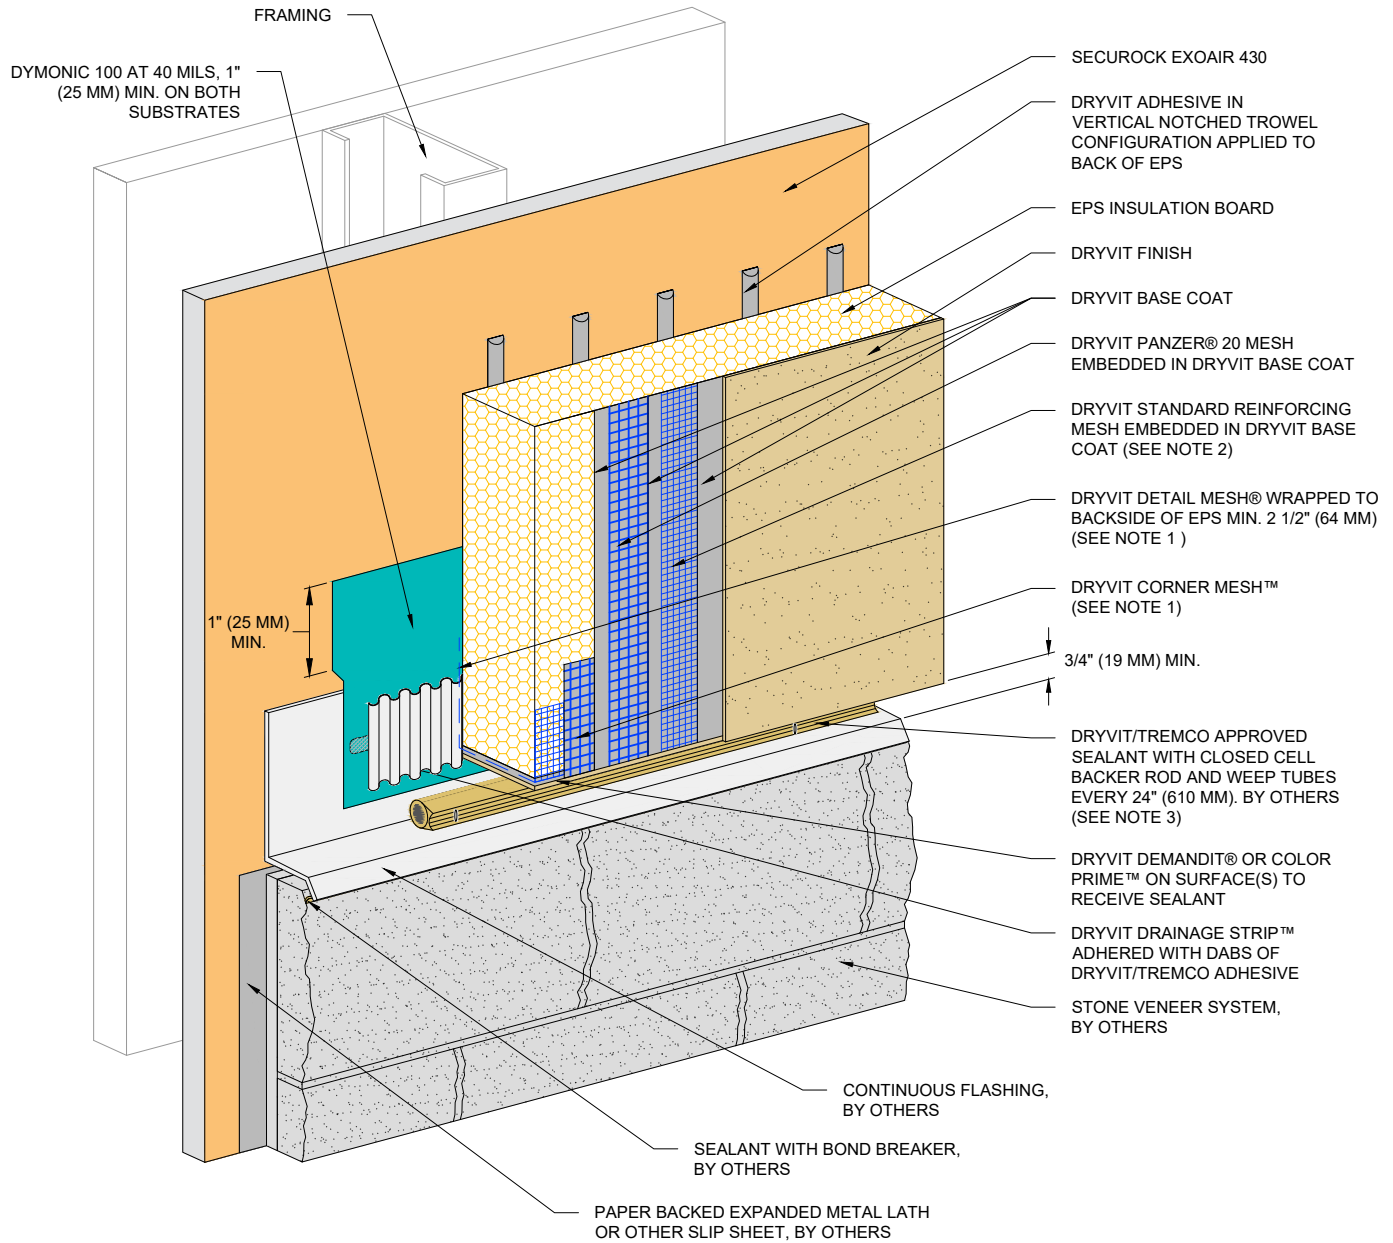 FRAMING
DYMONIC 100 AT 40 MILS, 1"
(25 MM) MIN. ON BOTH
SUBSTRATES
1" (25 MM)
MIN.
SECUROCK EXOAIR 430
DRYVIT ADHESIVE IN
VERTICAL NOTCHED TROWEL
CONFIGURATION APPLIED TO
BACK OF EPS
EPS INSULATION BOARD
DRYVIT FINISH
DRYVIT BASE COAT
DRYVIT PANZER® 20 MESH
EMBEDDED IN DRYVIT BASE COAT
DRYVIT STANDARD REINFORCING
MESH EMBEDDED IN DRYVIT BASE
COAT (SEE NOTE 2)
DRYVIT DETAIL MESH® WRAPPED TO
BACKSIDE OF EPS MIN. 2 1/2" (64 MM)
(SEE NOTE 1 )
DRYVIT CORNER MESH™
(SEE NOTE 1)
3/4" (19 MM) MIN.
DRYVIT/TREMCO APPROVED
SEALANT WITH CLOSED CELL
BACKER ROD AND WEEP TUBES
EVERY 24" (610 MM). BY OTHERS
(SEE NOTE 3)
DRYVIT DEMANDIT® OR COLOR
PRIME™ ON SURFACE(S) TO
RECEIVE SEALANT
DRYVIT DRAINAGE STRIP™
ADHERED WITH DABS OF
DRYVIT/TREMCO ADHESIVE
STONE VENEER SYSTEM,
BY OTHERS
CONTINUOUS FLASHING,
BY OTHERS
SEALANT WITH BOND BREAKER,
BY OTHERS
PAPER BACKED EXPANDED METAL LATH
OR OTHER SLIP SHEET, BY OTHERS